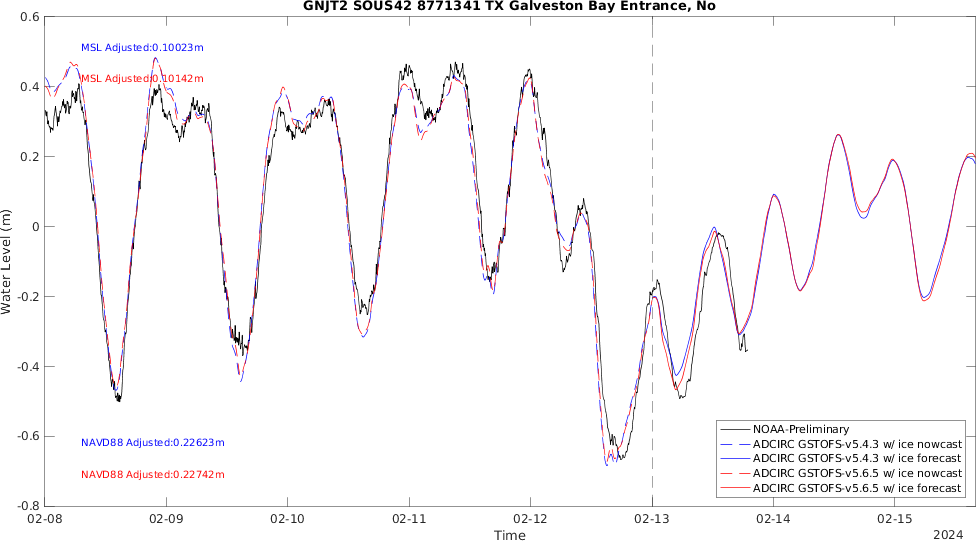 GNJT2 SOUS42 8771341 TX Galveston Bay Entrance, No
0.6
0.4
0.2
0
-0.2
-0.4
-0.6
-0.8
Water Level (m)
MSL Adjusted:0.10023m
MSL Adjusted:0.10142m
NAVD88 Adjusted:0.22623m
NAVD88 Adjusted:0.22742m
NOAA-Preliminary
ADCIRC GSTOFS-v5.4.3 w/ ice nowcast
ADCIRC GSTOFS-v5.4.3 w/ ice forecast
ADCIRC GSTOFS-v5.6.5 w/ ice nowcast
ADCIRC GSTOFS-v5.6.5 w/ ice forecast
02-08 02-09 02-10 02-11 02-12 02-13 02-14 02-15
Time
2024